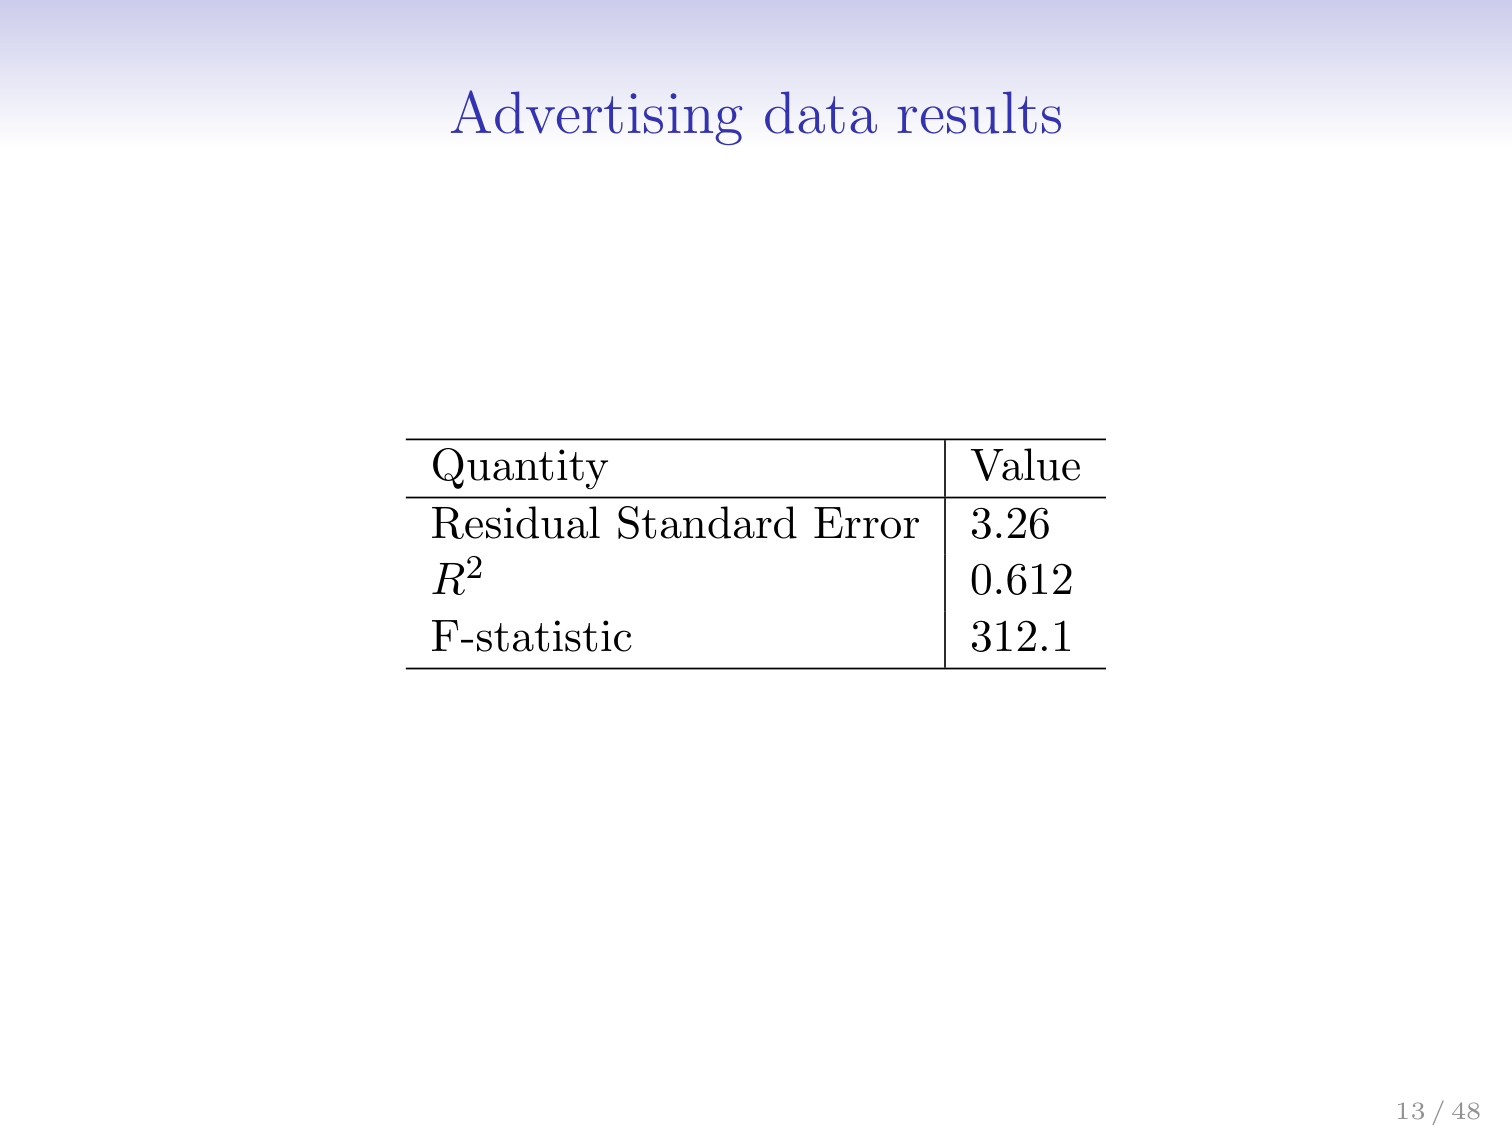 Advertising data results
Quantity Value
Residual Standard Error 3.26
R² 0.612
F-statistic 312.1
13 / 48